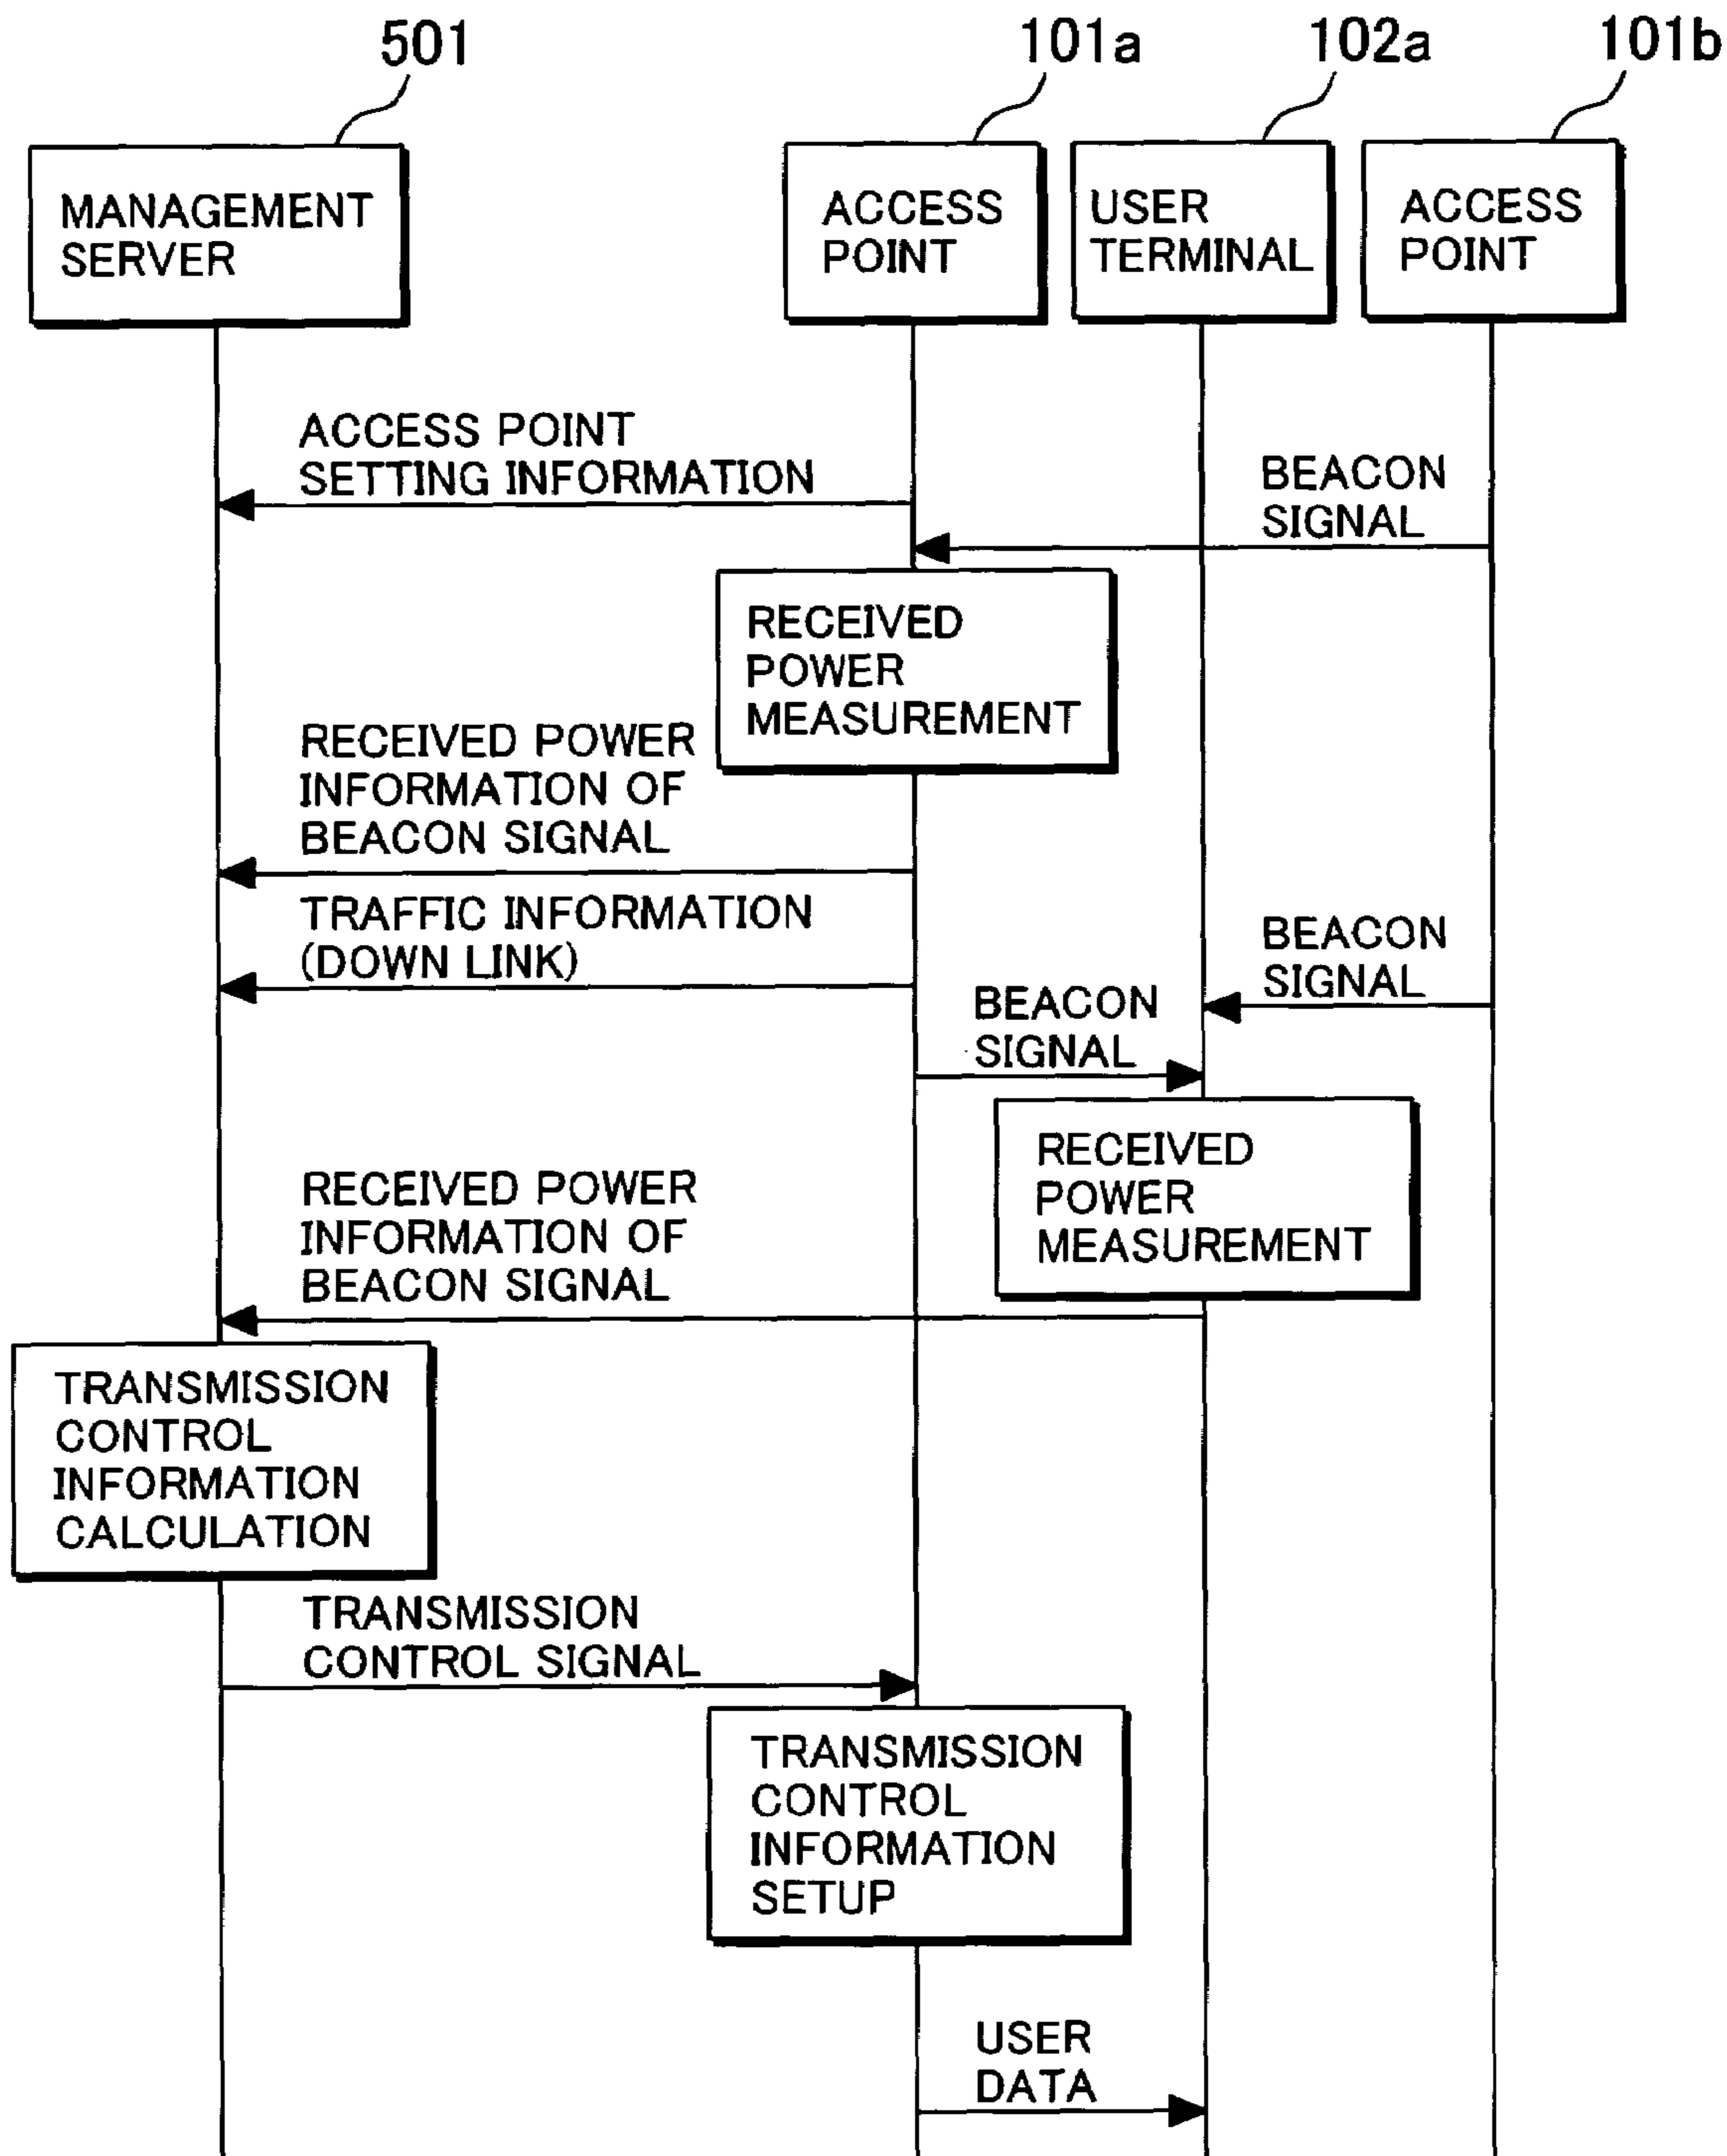 501
101a
102a
101b
MANAGEMENT
SERVER
ACCESS
POINT
USER
TERMINAL
ACCESS
POINT
ACCESS POINT
SETTING INFORMATION
BEACON
SIGNAL
RECEIVED
POWER
MEASUREMENT
RECEIVED POWER
INFORMATION OF
BEACON SIGNAL
TRAFFIC INFORMATION
(DOWN LINK)
BEACON
SIGNAL
BEACON
SIGNAL
RECEIVED
POWER
MEASUREMENT
RECEIVED POWER
INFORMATION OF
BEACON SIGNAL
TRANSMISSION
CONTROL
INFORMATION
CALCULATION
TRANSMISSION
CONTROL SIGNAL
TRANSMISSION
CONTROL
INFORMATION
SETUP
USER
DATA